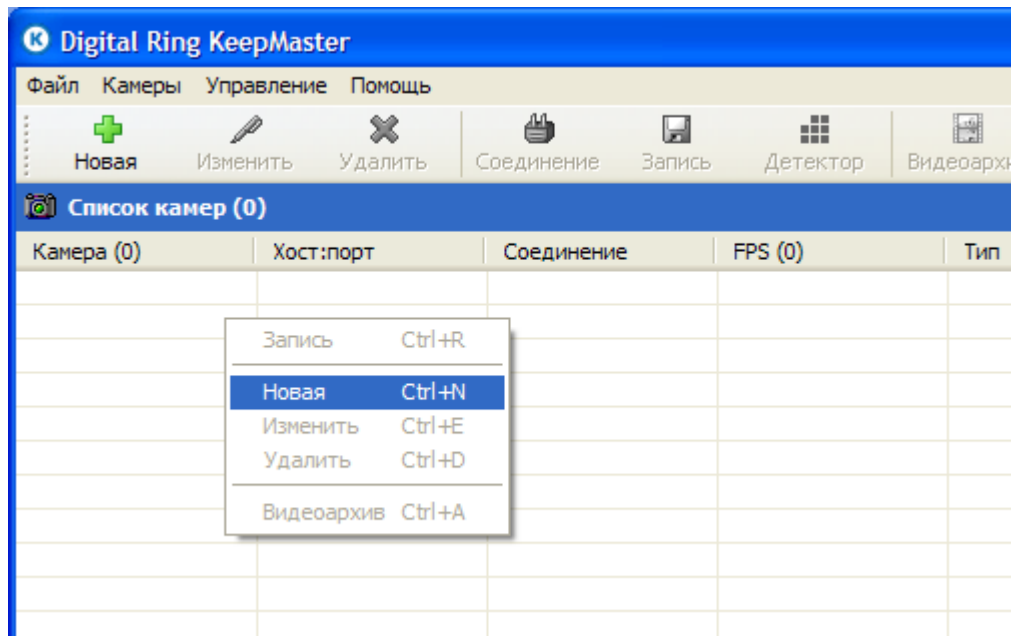 Digital Ring KeepMaster
Файл Камеры Управление Помощь
Новая Изменить Удалить Соединение Запись Детектор Видеоархи
Список камер (0)
Камера (0) Хост:порт Соединение FPS (0) Тип
Запись Ctrl+R
Новая Ctrl+N
Изменить Ctrl+E
Удалить Ctrl+D
Видеоархив Ctrl+A